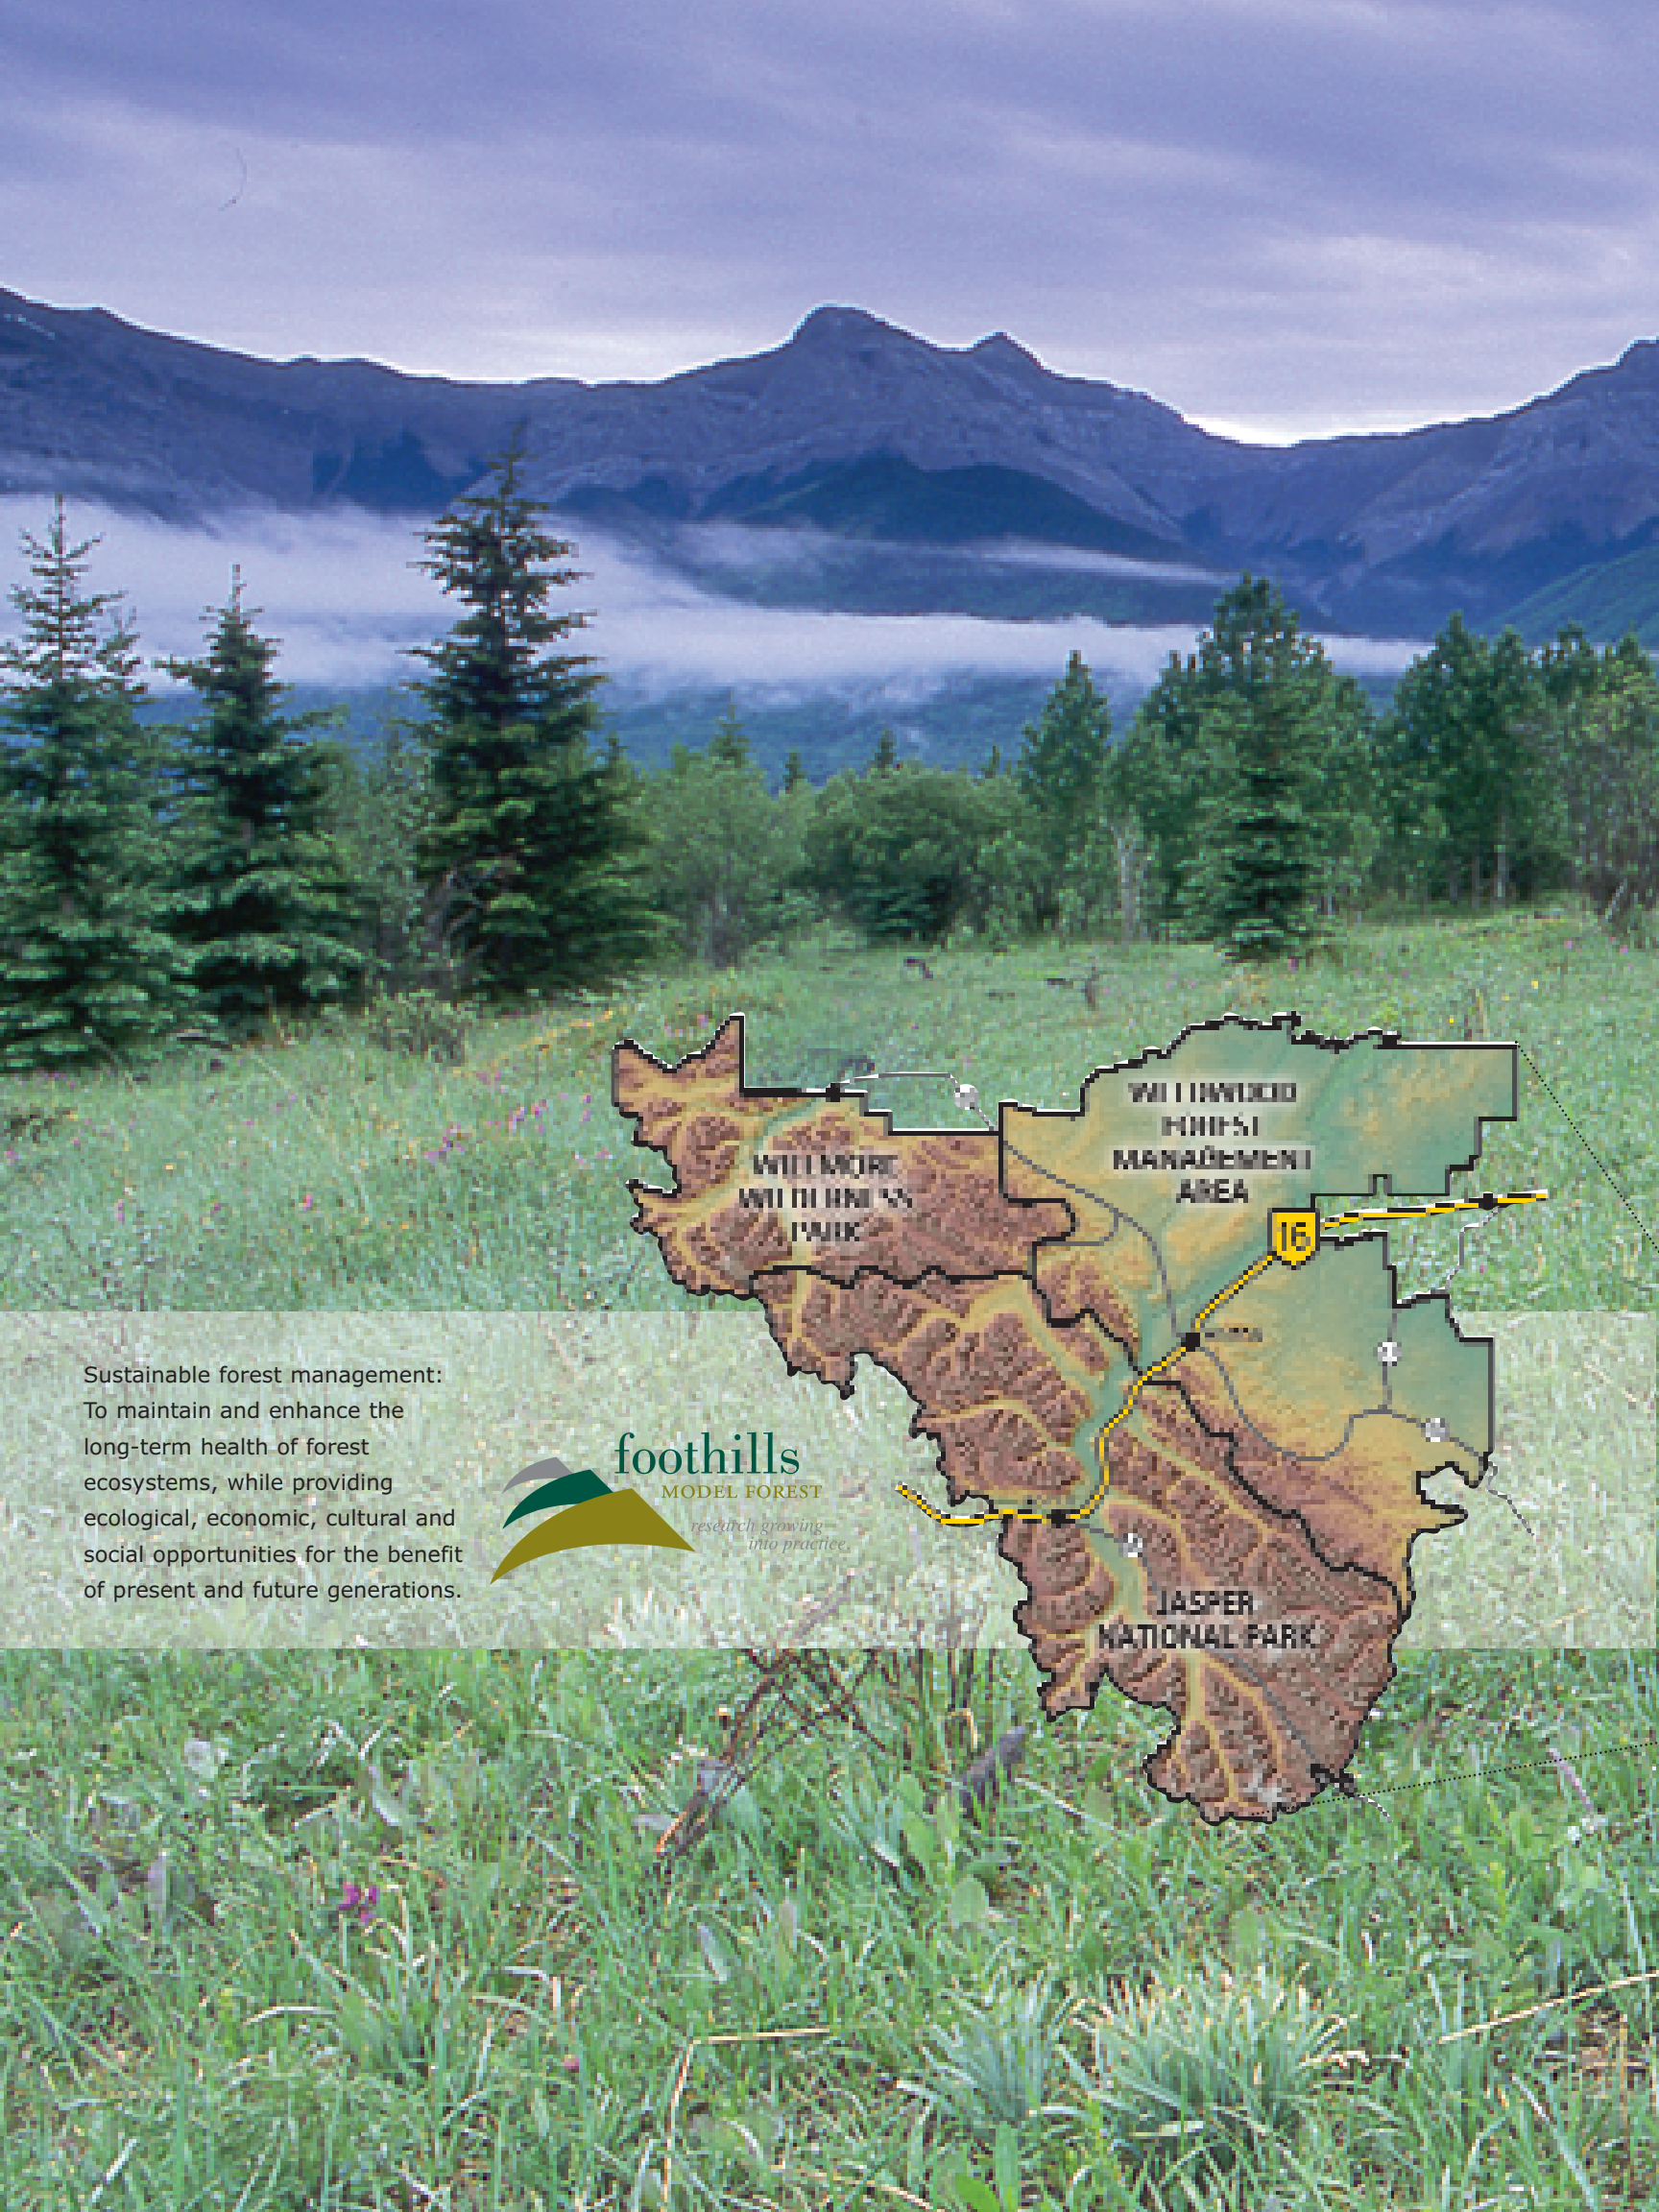 WILLMORE
WILDERNESS
PARK
WELDWOOD
FOREST
MANAGEMENT
AREA
16
Sustainable forest management:
To maintain and enhance the
long-term health of forest
ecosystems, while providing
ecological, economic, cultural and
social opportunities for the benefit
of present and future generations.
foothills
MODEL FOREST
research growing
into practice
JASPER
NATIONAL PARK